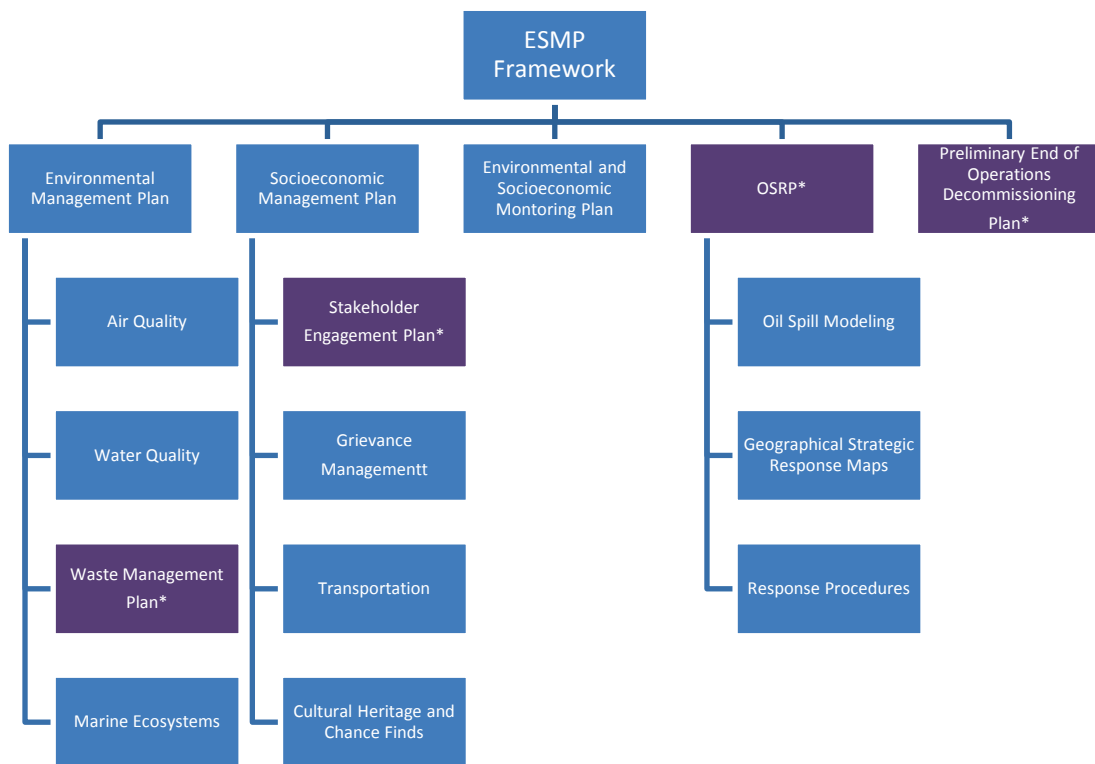 ESMP
Framework
Environmental
Management Plan
Socioeconomic
Management Plan
Environmental and
Socioeconomic
Montoring Plan
OSRP*
Preliminary End of
Operations
Decommissioning
Plan*
Air Quality
Stakeholder
Engagement Plan*
Oil Spill Modeling
Water Quality
Grievance
Managementt
Geographical Strategic
Response Maps
Waste Management
Plan*
Transportation
Response Procedures
Marine Ecosystems
Cultural Heritage and
Chance Finds